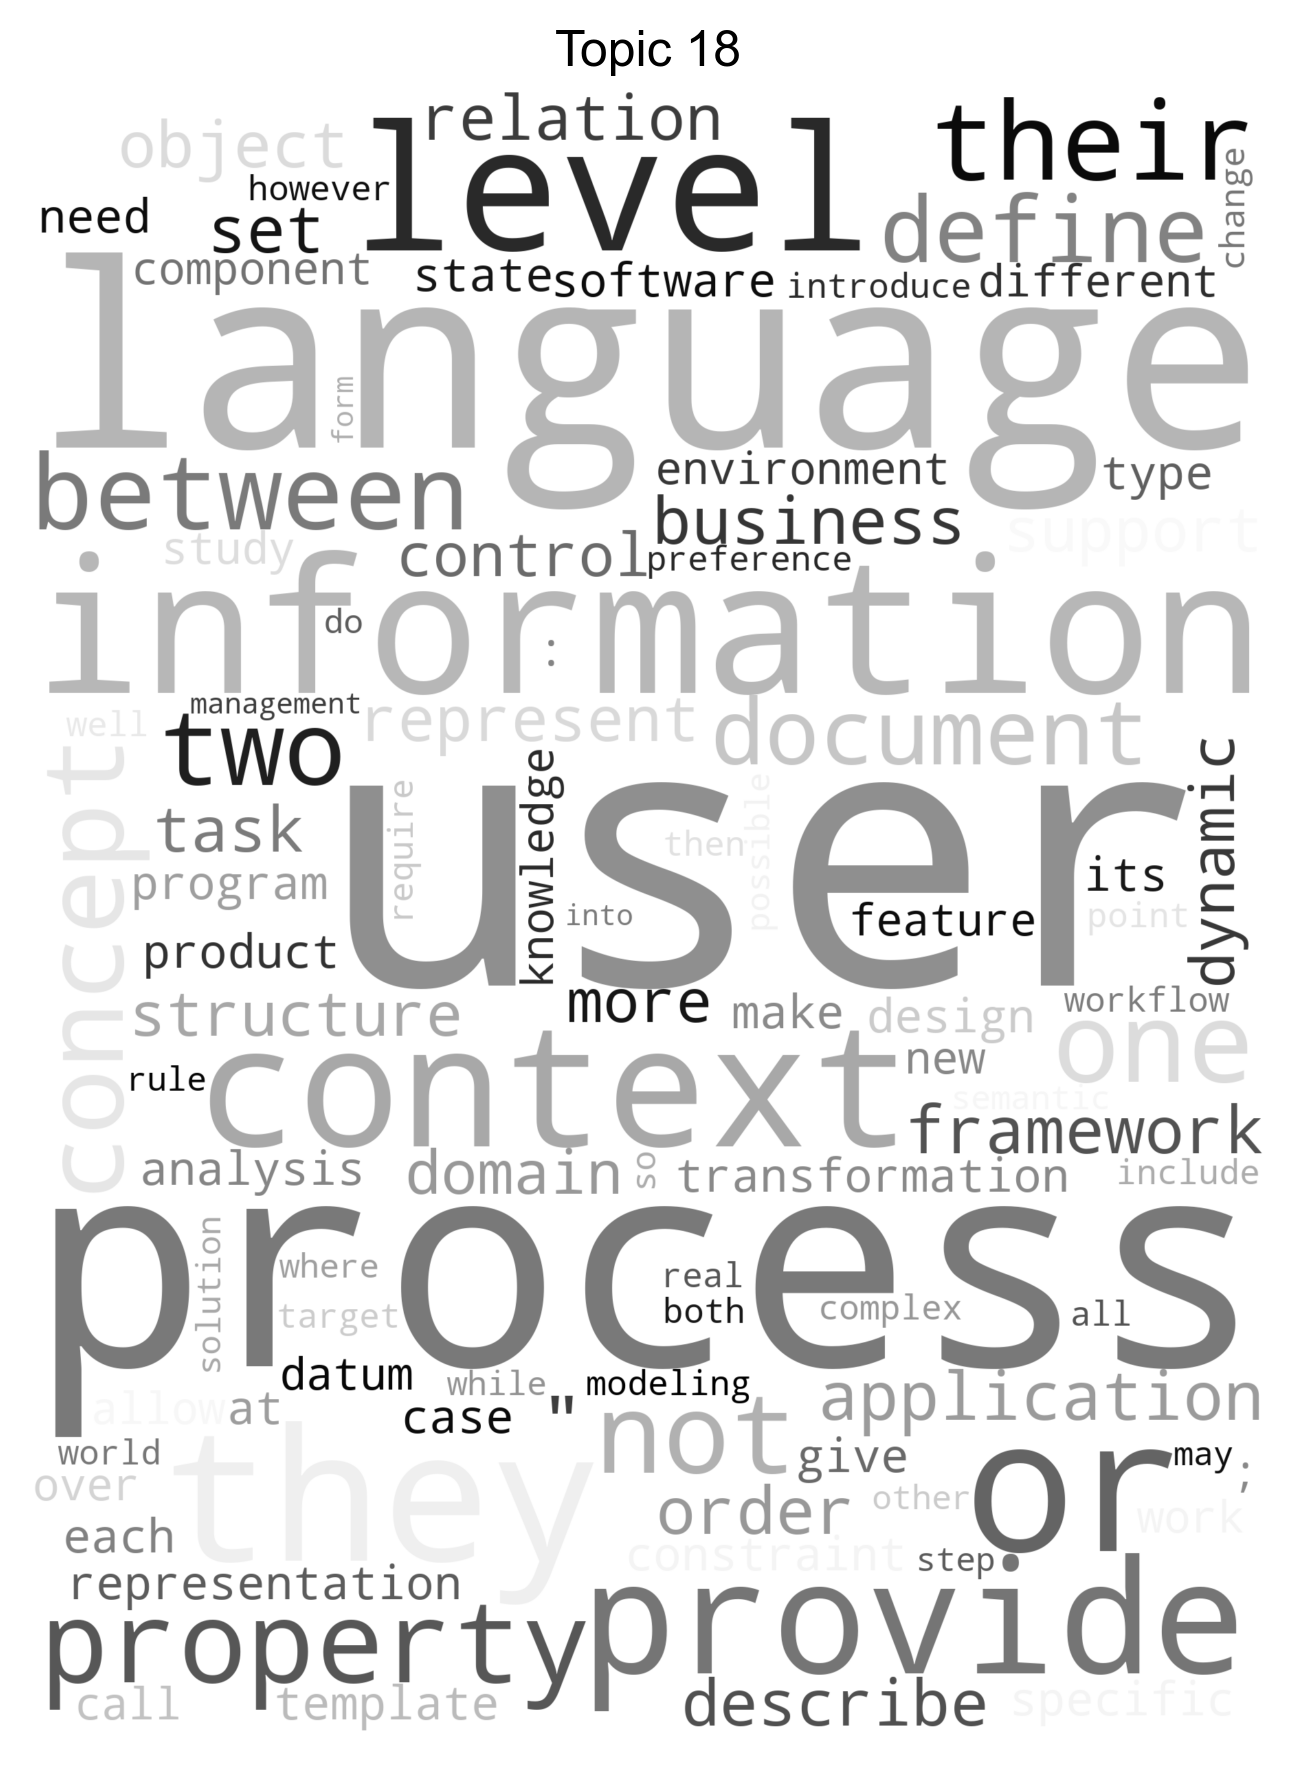 Topic 18
relation
their
object
level
change
however
need
set
define
component
state
software
introduce
different
language
form
between
environment
type
business
support
study
control
preference
information
do
:
management
well
two
represent
document
concept
user
knowledge
dynamic
require
possible
task
then
program
its
into
feature
point
product
structure
more
make
design
workflow
one
context
new
rule
semantic
framework
analysis
domain
so
transformation
include
process
solution
where
real
target
both
complex
all
datum
while
modeling
allow
at
case
"
not
application
world
they
give
or
may
;
over
order
other
work
each
constraint
step
representation
provide
property
call
template
describe
specific